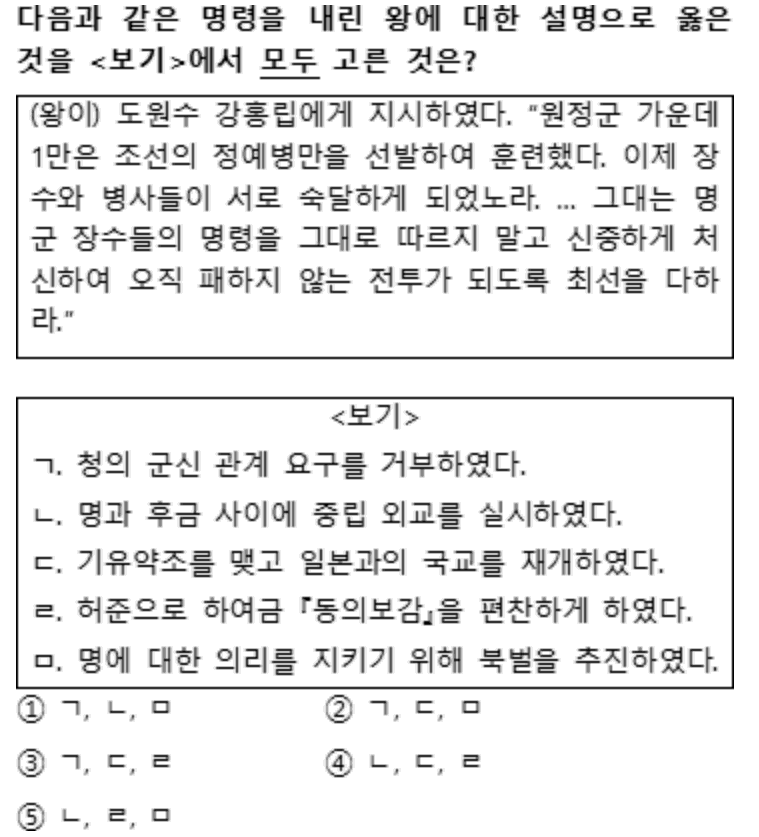 다음과 같은 명령을 내린 왕에 대한 설명으로 옳은
것을 <보기>에서 모두 고른 것은?
(왕이) 도원수 강홍립에게 지시하였다. "원정군 가운데
1만은 조선의 정예병만을 선발하여 훈련했다. 이제 장
수와 병사들이 서로 숙달하게 되었노라. ... 그대는 명
군 장수들의 명령을 그대로 따르지 말고 신중하게 처
신하여 오직 패하지 않는 전투가 되도록 최선을 다하
라."
<보기>
ㄱ. 청의 군신 관계 요구를 거부하였다.
ㄴ. 명과 후금 사이에 중립 외교를 실시하였다.
ㄷ. 기유약조를 맺고 일본과의 국교를 재개하였다.
ㄹ. 허준으로 하여금 『동의보감』을 편찬하게 하였다.
ㅁ. 명에 대한 의리를 지키기 위해 북벌을 추진하였다.
① ㄱ, ㄴ, ㅁ ② ㄱ, ㄷ, ㅁ
③ ㄱ, ㄷ, ㄹ ④ ㄴ, ㄷ, ㄹ
⑤ ㄴ, ㄹ, ㅁ